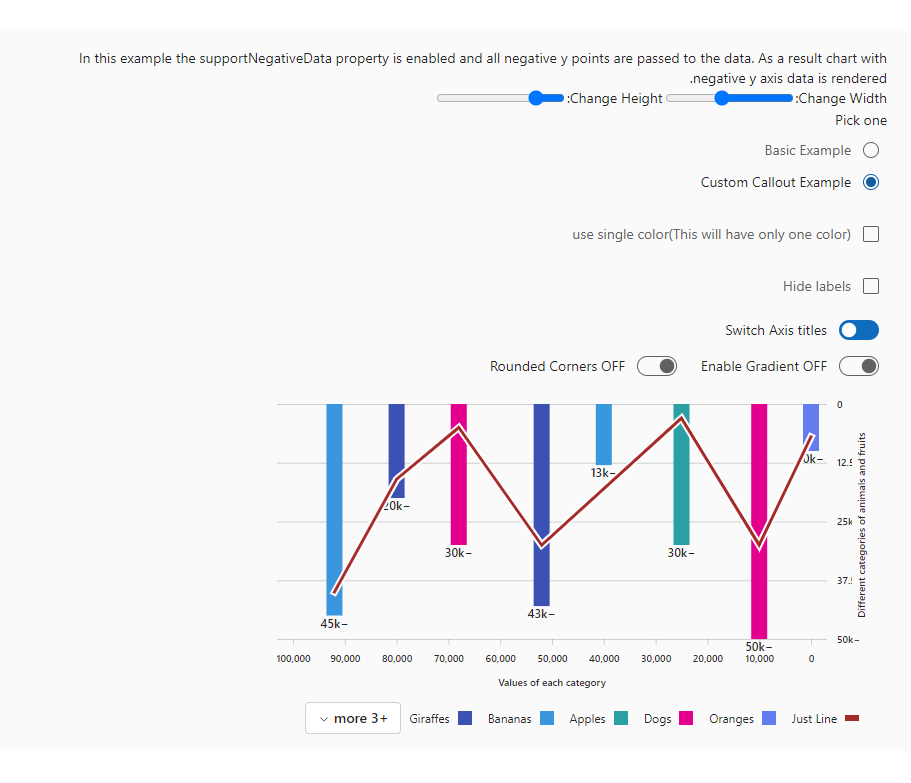 In this example the supportNegativeData property is enabled and all negative y points are passed to the data. As a result chart with
.negative y axis data is rendered
:Change Height :Change Width
Pick one
Basic Example
Custom Callout Example
use single color(This will have only one color)
Hide labels
Switch Axis titles
Rounded Corners OFF Enable Gradient OFF
0
12.5
25k
37.5
50k–
Different categories of animals and fruits
45k–
20k–
30k–
43k–
13k–
30k–
50k–
0k–
100,000 90,000 80,000 70,000 60,000 50,000 40,000 30,000 20,000 10,000 0
Values of each category
more 3+ Giraffes Bananas Apples Dogs Oranges Just Line